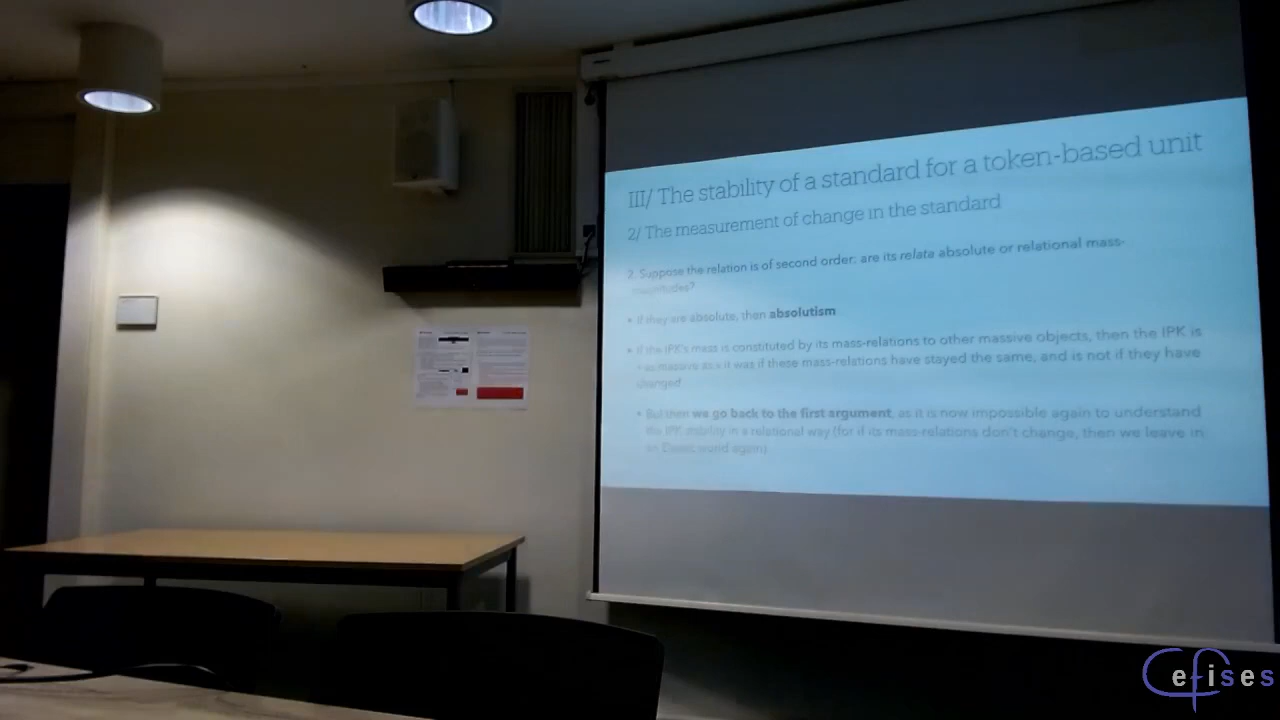 III/ The stability of a standard for a token-based unit
2/ The measurement of change in the standard
2. Suppose the relation is of second order: are its relata absolute or relational mass-
magnitudes?
• If they are absolute, then absolutism
• If the IPK's mass is constituted by its mass-relations to other massive objects, then the IPK is
« as massive as » it was if these mass-relations have stayed the same, and is not if they have
changed
• But then we go back to the first argument, as it is now impossible again to understand
the IPK stability in a relational way (for if its mass-relations don't change, then we leave in
an world again)
Cefises